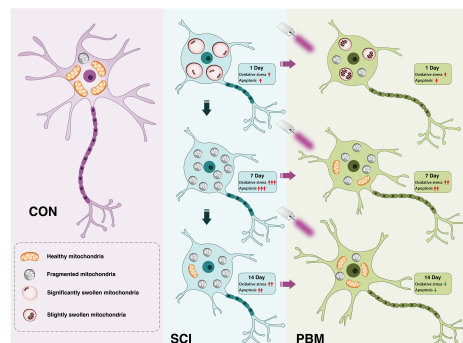 CON
Healthy mitochondria
Fragmented mitochondria
Significantly swollen mitochondria
Slightly swollen mitochondria
1 Day
Oxidative stress ↑
Apoptosis ↑
7 Day
Oxidative stress ↑↑↑
Apoptosis ↑↑↑
14 Day
Oxidative stress ↑↑
Apoptosis ↑↑
SCI
1 Day
Oxidative stress ↑
Apoptosis ↑
7 Day
Oxidative stress ↑↑
Apoptosis ↑↑
14 Day
Oxidative stress ↓
Apoptosis ↓
PBM